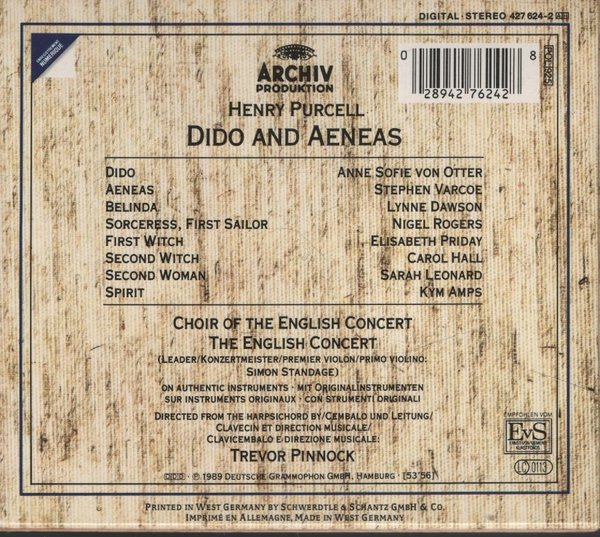 DIGITAL · STEREO 427 624-2 AH
ENREGISTREMENT
NUMÉRIQUE
ARCHIV
PRODUKTION
0 28942 76242 8
HENRY PURCELL
DIDO AND AENEAS
DIDO ANNE SOFIE VON OTTER
AENEAS STEPHEN VARCOE
BELINDA LYNNE DAWSON
SORCERESS, FIRST SAILOR NIGEL ROGERS
FIRST WITCH ELISABETH PRIDAY
SECOND WITCH CAROL HALL
SECOND WOMAN SARAH LEONARD
SPIRIT KYM AMPS
CHOIR OF THE ENGLISH CONCERT
THE ENGLISH CONCERT
(LEADER/KONZERTMEISTER/PREMIER VIOLON/PRIMO VIOLINO:
SIMON STANDAGE)
ON AUTHENTIC INSTRUMENTS · MIT ORIGINALINSTRUMENTEN
SUR INSTRUMENTS ORIGINAUX · CON STRUMENTI ORIGINALI
DIRECTED FROM THE HARPSICHORD BY/CEMBALO UND LEITUNG/
CLAVECIN ET DIRECTION MUSICALE/
CLAVICEMBALO E DIREZIONE MUSICALE:
TREVOR PINNOCK
DDD · ℗ 1989 DEUTSCHE GRAMMOPHON GMBH, HAMBURG · [53'56]
EMPFOHLEN VOM
EvS
LC 0113
PRINTED IN WEST GERMANY BY SCHWERDTLE & SCHANTZ GMBH & CO.
IMPRIMÉ EN ALLEMAGNE, MADE IN WEST GERMANY